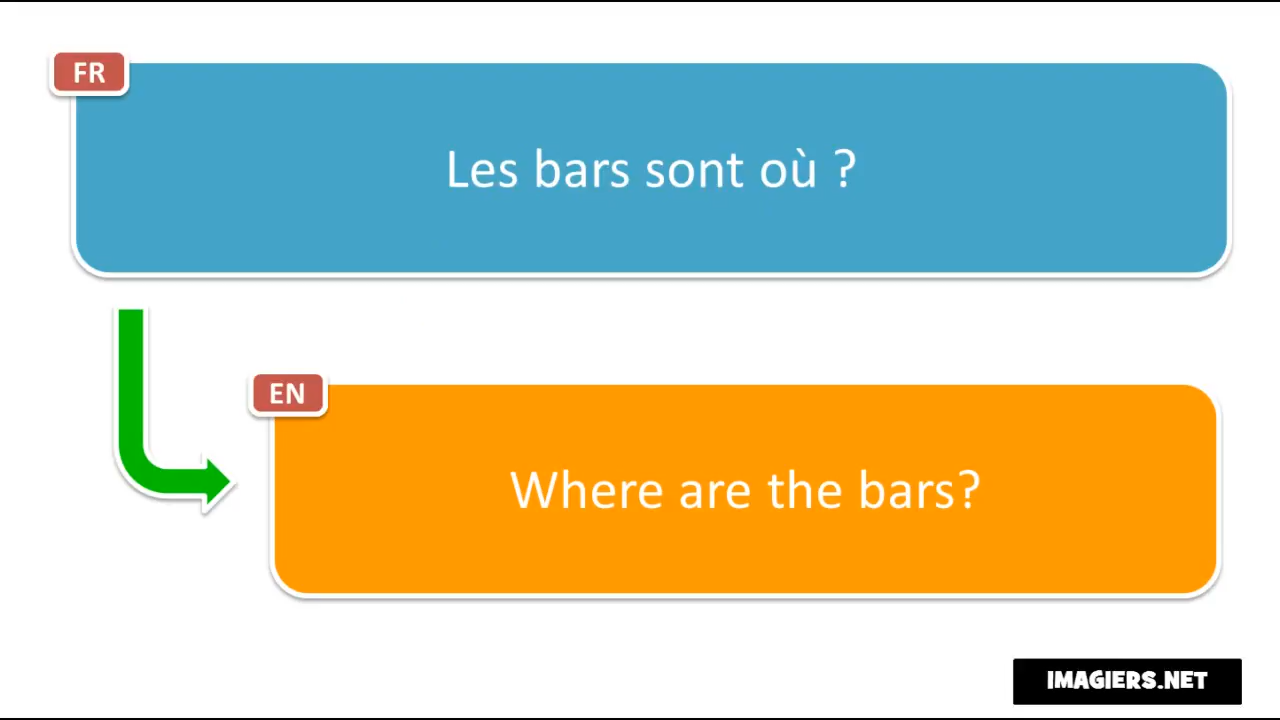 FR
Les bars sont où ?
EN
Where are the bars?
IMAGIERS.NET